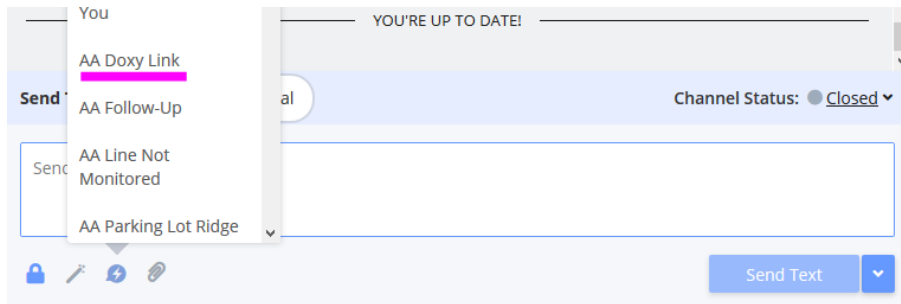 You
YOU'RE UP TO DATE!
AA Doxy Link
Send
al
Channel Status: Closed
AA Follow-Up
AA Line Not
Monitored
Send
AA Parking Lot Ridge
Send Text